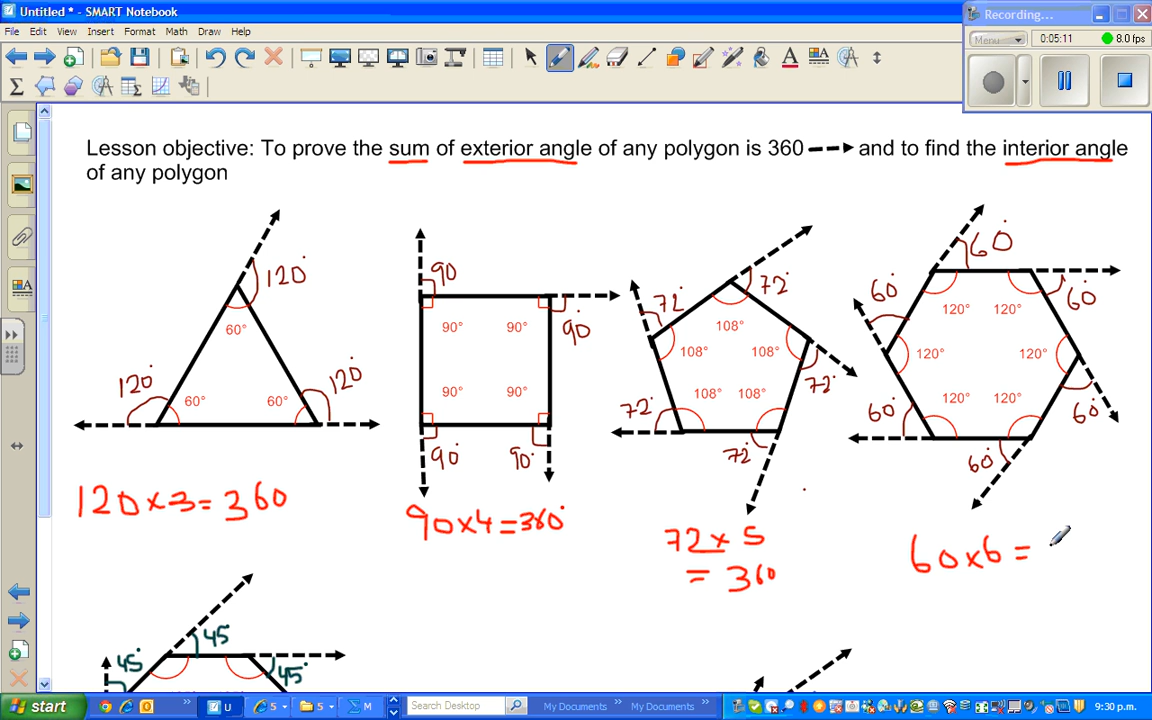 Untitled * - SMART Notebook
Recording...
File Edit View Insert Format Math Draw Help
Menu
0:05:11
8.0 fps
Lesson objective: To prove the sum of exterior angle of any polygon is 360 and to find the interior angle
of any polygon
120°
60°
120°
60°
60°
120°
120x3=360
90
90°
90°
90°
90°
90°
90°
90°
90x4=360°
72°
72°
108°
108°
108°
72°
108°
108°
72°
72°
72 x 5
= 360
60°
60°
120°
120°
60°
120°
120°
60°
120°
120°
60°
60°
60x6=
45
45°
45°
start
U
5
5
Σ M
Search Desktop
My Documents
My Documents
9:30 p.m.